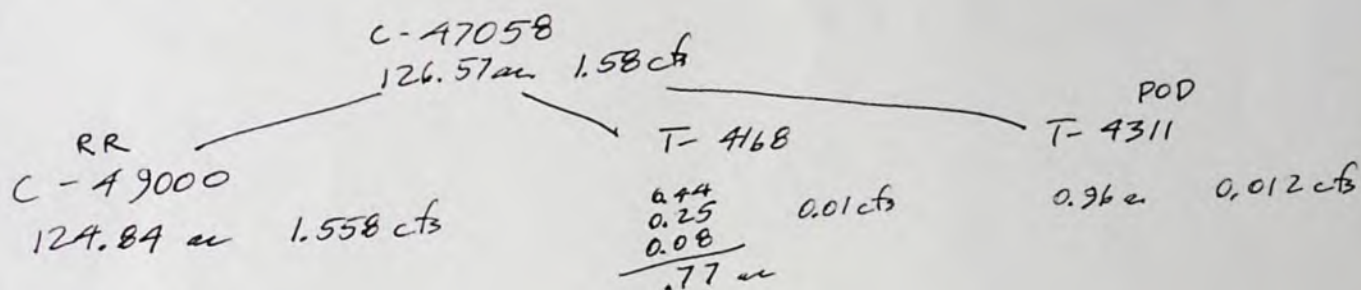 C-47058
126.57 ac 1.58 cfs
RR
C-49000
124.84 ac 1.558 cfs
T-4168
0.44
0.25
0.08
.77 ac
0.01 cfs
POD
T-4311
0.96 ac 0.012 cfs